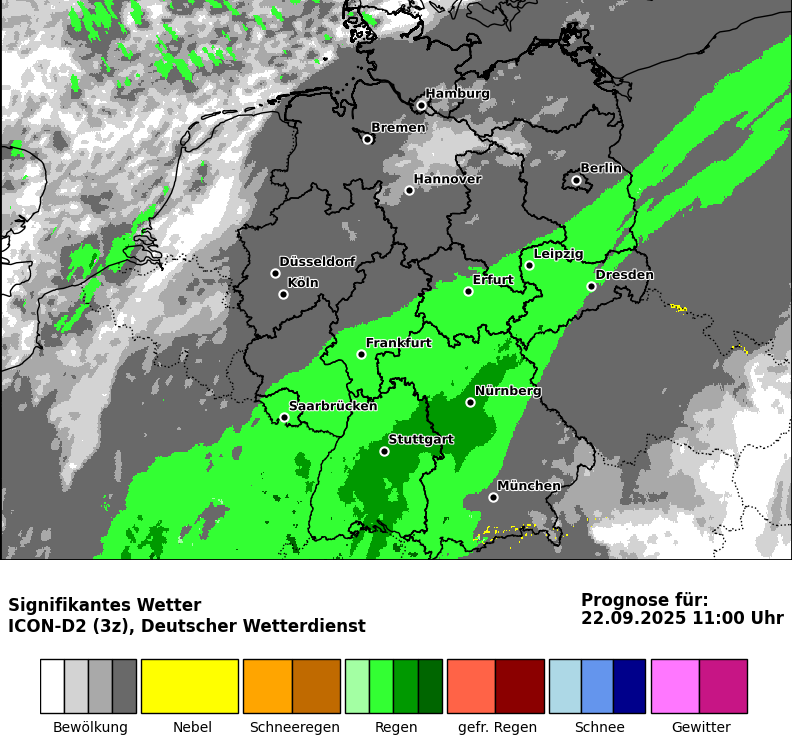 Hamburg
Bremen
Berlin
Hannover
Leipzig
Düsseldorf
Dresden
Erfurt
Köln
Frankfurt
Nürnberg
Saarbrücken
Stuttgart
München
Signifikantes Wetter
ICON-D2 (3z), Deutscher Wetterdienst
Prognose für:
22.09.2025 11:00 Uhr
Bewölkung Nebel Schneeregen Regen gefr. Regen Schnee Gewitter